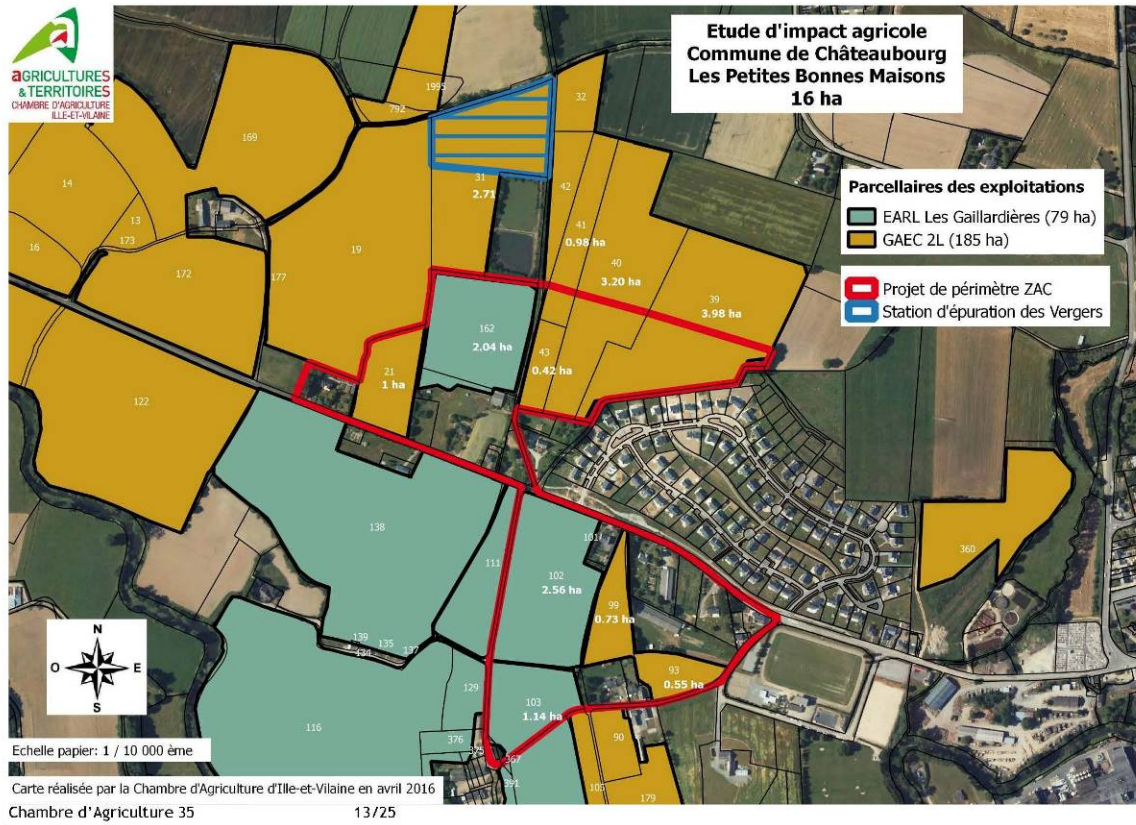 Etude d'impact agricole
Commune de Châteaubourg
Les Petites Bonnes Maisons
16 ha
aGRICULTURES
& TERRITOIRES
CHAMBRE D'AGRICULTURE
ILLE-ET-VILAINE
Parcellaires des exploitations
EARL Les Gaillardières (79 ha)
GAEC 2L (185 ha)
Projet de périmètre ZAC
Station d'épuration des Vergers
1995
792
32
169
14
13
173
16
172
177
19
31
2.71
42
41
0.98 ha
40
3.20 ha
39
3.98 ha
162
2.04 ha
43
0.42 ha
21
1 ha
122
138
111
101
102
2.56 ha
99
0.73 ha
360
139
135
137
134
93
0.55 ha
129
103
1.14 ha
116
376
375
367
391
90
105
179
N
O
E
S
Echelle papier: 1 / 10 000 ème
Carte réalisée par la Chambre d'Agriculture d'Ille-et-Vilaine en avril 2016
Chambre d'Agriculture 35 13/25